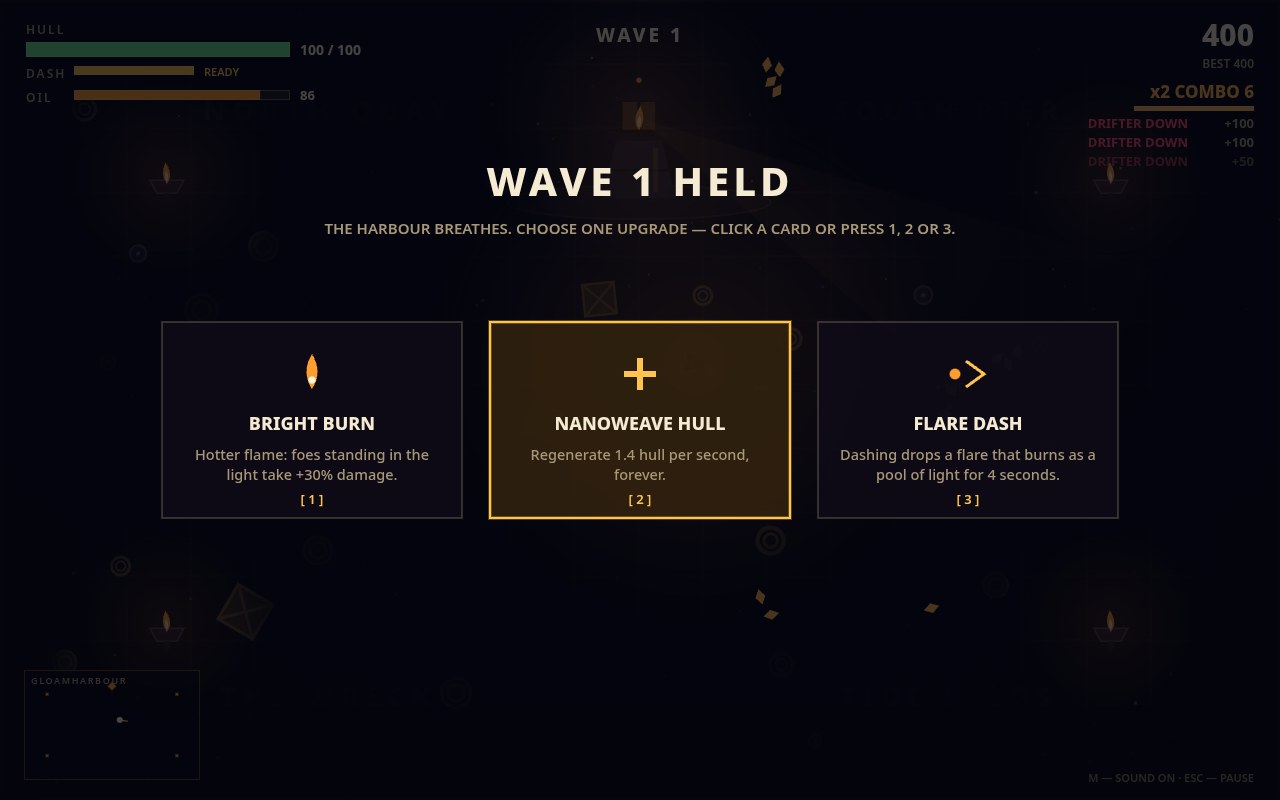 HULL
100 / 100
DASH
READY
OIL
86
WAVE 1
400
BEST 400
x2 COMBO 6
DRIFTER DOWN +100
DRIFTER DOWN +100
DRIFTER DOWN +50
WAVE 1 HELD
THE HARBOUR BREATHES. CHOOSE ONE UPGRADE — CLICK A CARD OR PRESS 1, 2 OR 3.
BRIGHT BURN
Hotter flame: foes standing in the
light take +30% damage.
[ 1 ]
NANOWEAVE HULL
Regenerate 1.4 hull per second,
forever.
[ 2 ]
FLARE DASH
Dashing drops a flare that burns as a
pool of light for 4 seconds.
[ 3 ]
GLOAMHARBOUR
M — SOUND ON · ESC — PAUSE